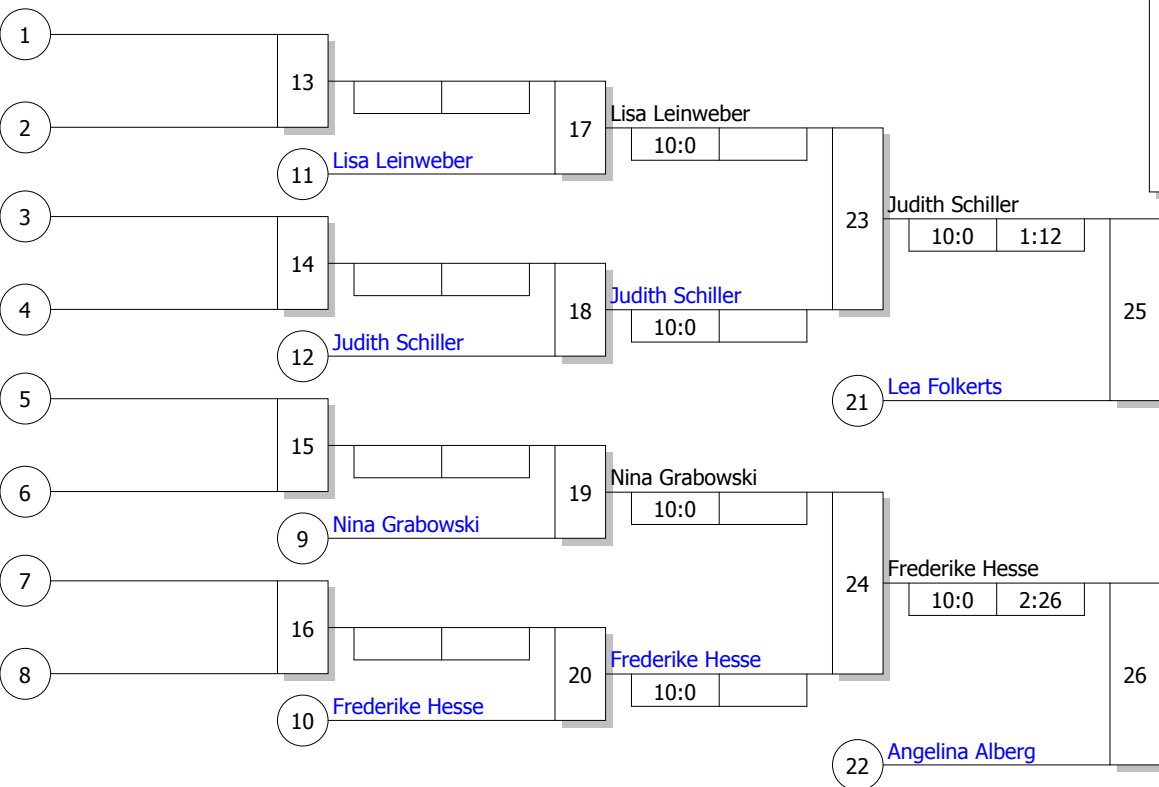 1
13
2
17
Lisa Leinweber
10:0
11
Lisa Leinweber
3
14
4
18
Judith Schiller
10:0
12
Judith Schiller
23
Judith Schiller
10:0 1:12
25
21
Lea Folkerts
5
15
6
19
Nina Grabowski
10:0
9
Nina Grabowski
7
16
8
20
Frederike Hesse
10:0
10
Frederike Hesse
24
Frederike Hesse
10:0 2:26
26
22
Angelina Alberg